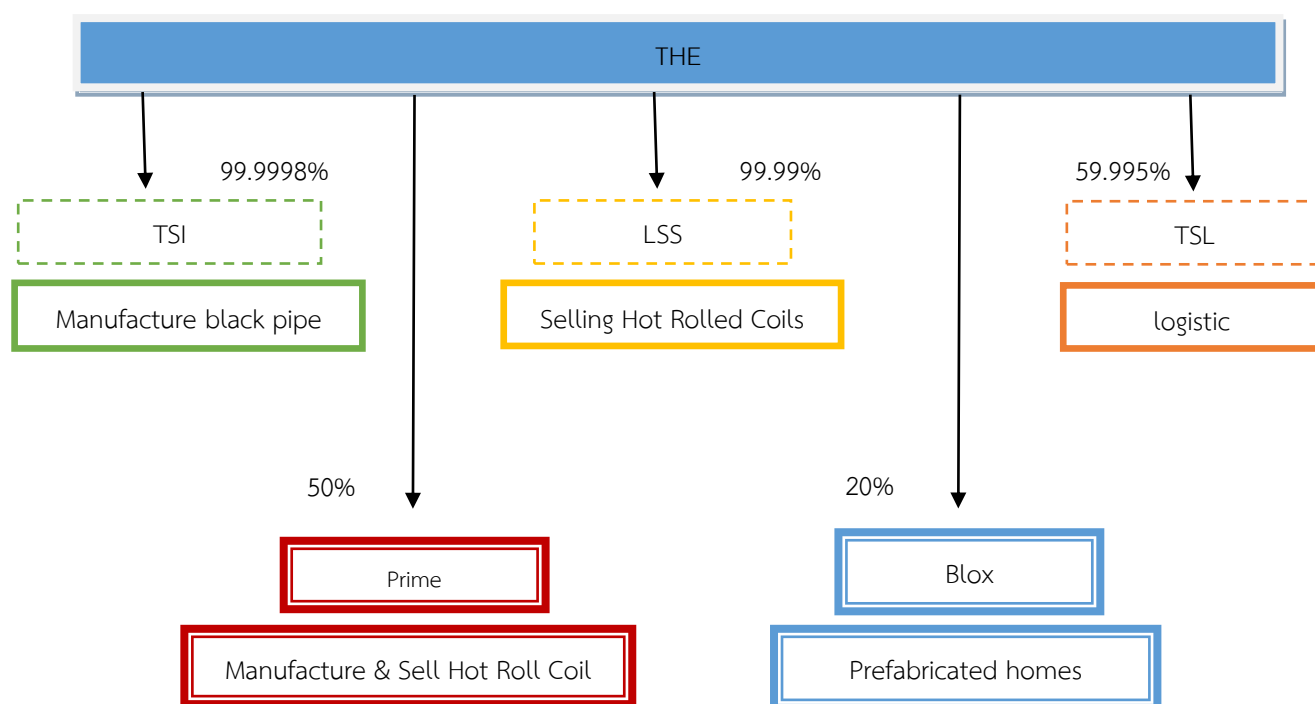 THE
99.9998%
99.99%
59.995%
TSI
LSS
TSL
Manufacture black pipe
Selling Hot Rolled Coils
logistic
50%
20%
Prime
Blox
Manufacture & Sell Hot Roll Coil
Prefabricated homes